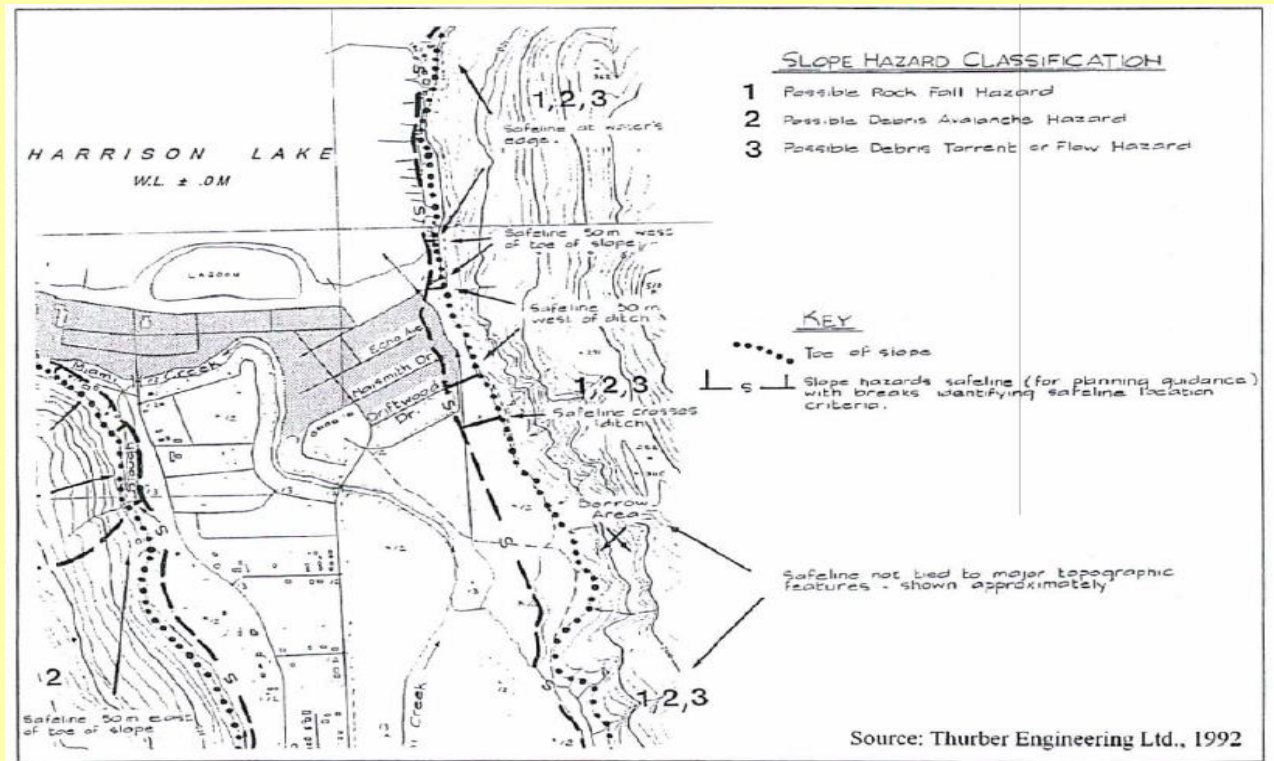 SLOPE HAZARD CLASSIFICATION
1 Possible Rock Fall Hazard
2 Possible Debris Avalanche Hazard
3 Possible Debris Torrent or Flow Hazard
HARRISON LAKE
W.L. ± .0M
1,2,3
Safeline at water's
edge.
Safeline 50m west
of toe of slope
LAGOON
Safeline 30m
west of ditch
KEY
Toe of slope
S
Slope hazards safeline (for planning guidance)
with breaks identifying safeline location
criteria.
Echo Ave
Naismith Dr.
Driftwood
Dr.
Miami
Creek
1,2,3
Safeline crosses
ditch
Slough
S
S
S
Borrow
Area
Safeline not tied to major topographic
features - shown approximately
S
S
2
1,2,3
Creek
Safeline 50m east
of toe of slope
Source: Thurber Engineering Ltd., 1992